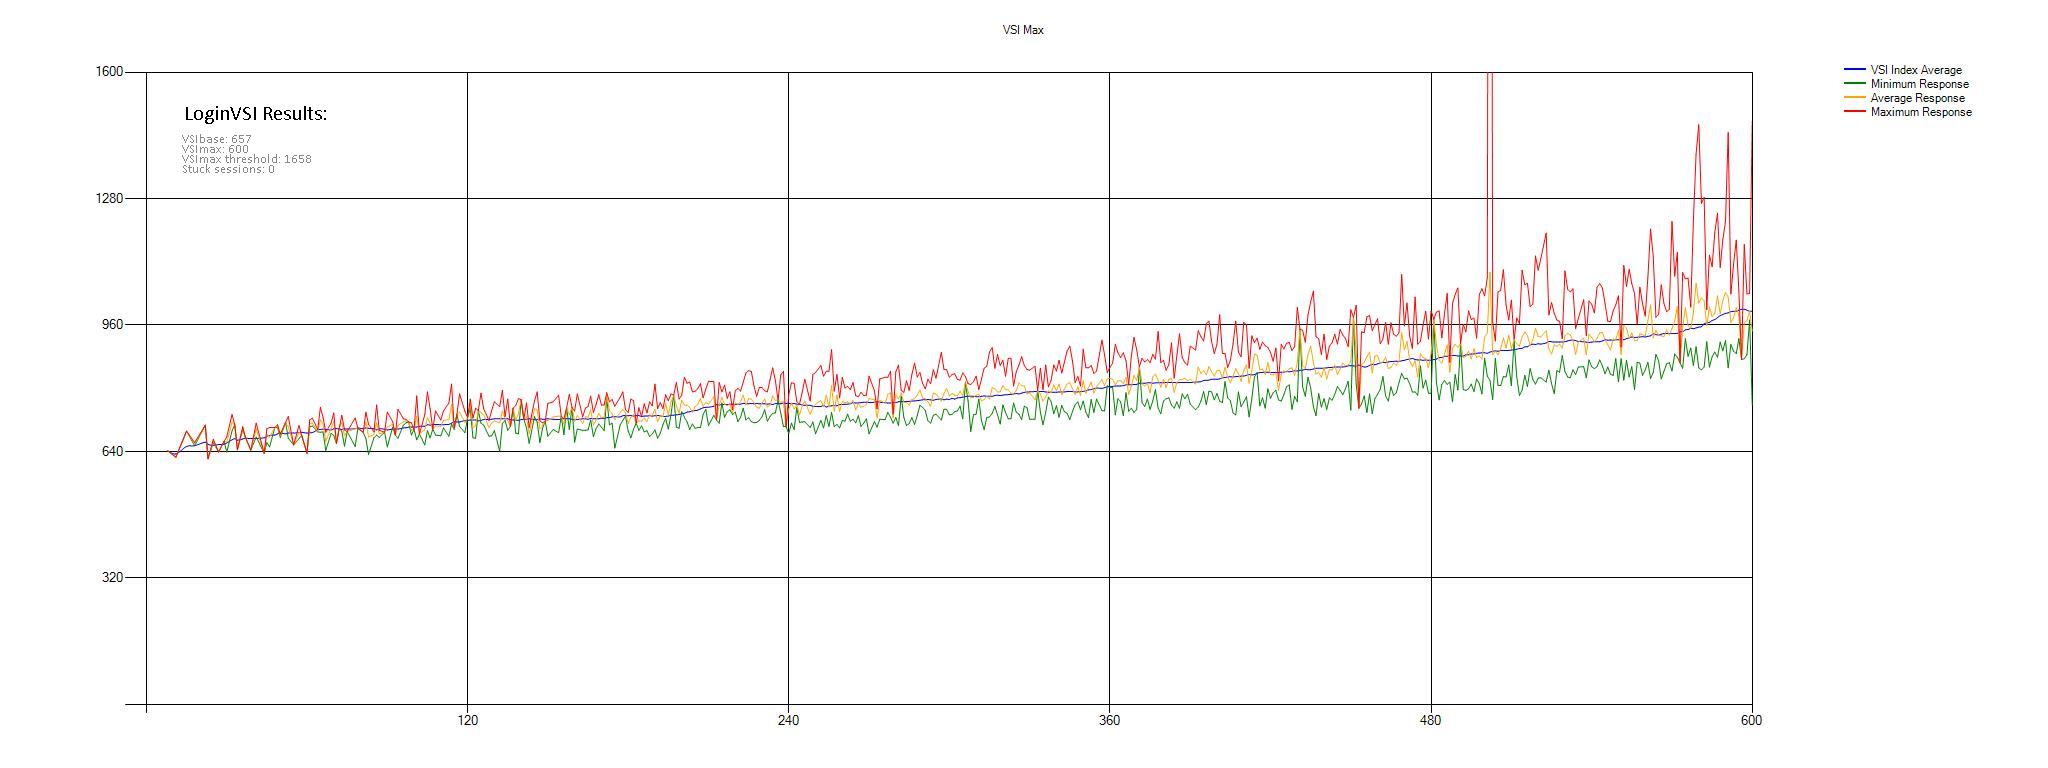 VSI Max
1600
1280
960
640
320
LoginVSI Results:
VSIbase: 657
VSImax: 600
VSImax threshold: 1658
Stuck sessions: 0
VSI Index Average
Minimum Response
Average Response
Maximum Response
120
240
360
480
600